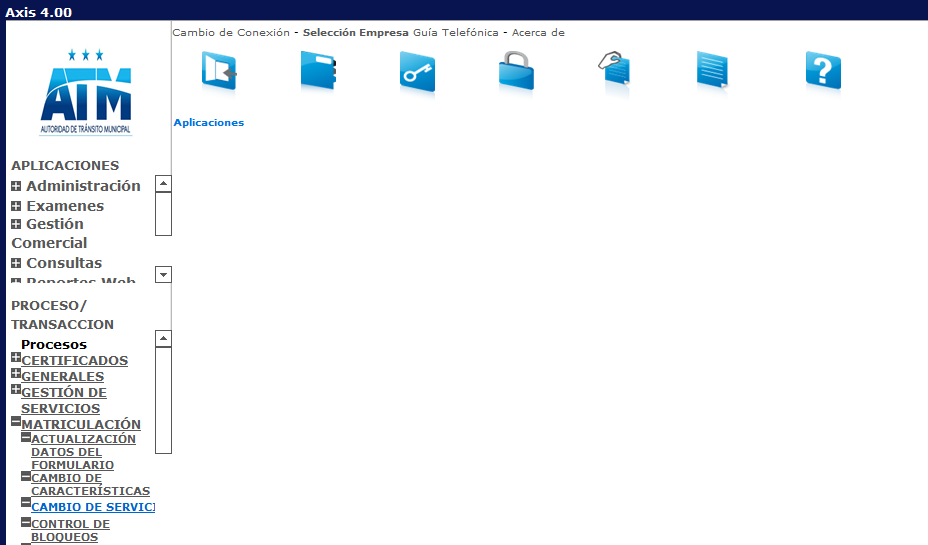 Axis 4.00
Cambio de Conexión - Selección Empresa Guía Telefónica - Acerca de
ATM
AUTORIDAD DE TRÁNSITO MUNICIPAL
Aplicaciones
APLICACIONES
Administración
Examenes
Gestión
Comercial
Consultas
Reportes Web
PROCESO/
TRANSACCION
Procesos
CERTIFICADOS
GENERALES
GESTIÓN DE
SERVICIOS
MATRICULACIÓN
ACTUALIZACIÓN
DATOS DEL
FORMULARIO
CAMBIO DE
CARACTERÍSTICAS
CAMBIO DE SERVICI
CONTROL DE
BLOQUEOS